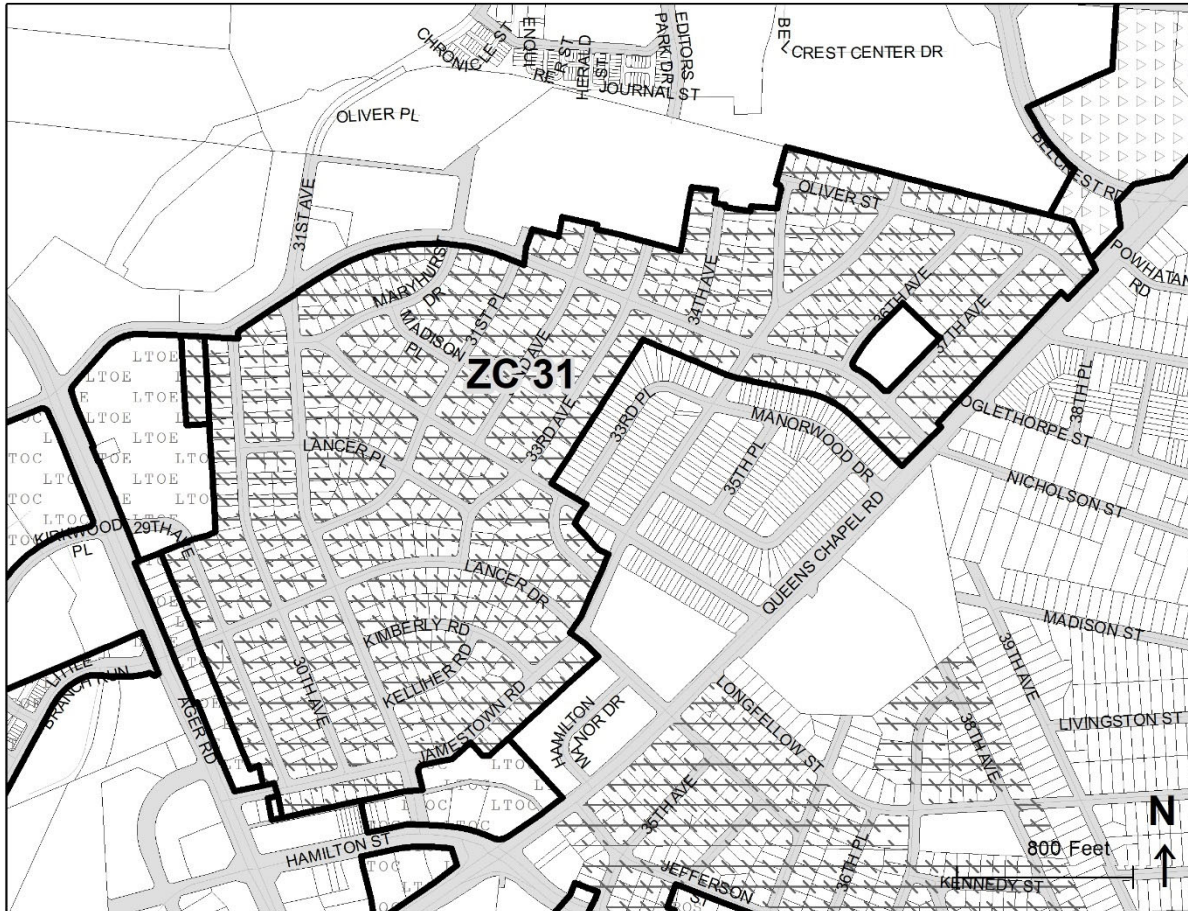 CHRONICLE ST
HERALD
ST
PARK DR
EDITORS
CREST CENTER DR
JOURNAL ST
OLIVER PL
31ST AVE
BELCREST RD
OLIVER ST
POWHATAN
RD
MARYHURST
DR
MADISON
PL
31ST PL
34TH AVE
36TH AVE
37TH AVE
ZC 31
33RD AVE
33RD PL
MANORWOOD DR
35TH PL
38TH PL
OGLETHORPE ST
NICHOLSON ST
LTOE
LTOE
LTOE
LTOE
LANCER PL
KIRKWOOD
PL
29TH AVE
QUEENS CHAPEL RD
LANCER DR
KIMBERLY RD
KELLIHER RD
30TH AVE
JAMESTOWN RD
LITTLE
BRANCH RUN
AGER RD
HAMILTON
MANOR DR
LONGFELLOW ST
MADISON ST
39TH AVE
LIVINGSTON ST
38TH AVE
LTOC
35TH AVE
36TH PL
HAMILTON ST
JEFFERSON
ST
KENNEDY ST
800 Feet
N